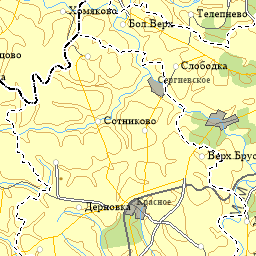 Хомяково
Бол Верх
Телепнево
Слободка
Сергиевское
Сотниково
Верх.Брус
Дерновка
Красное